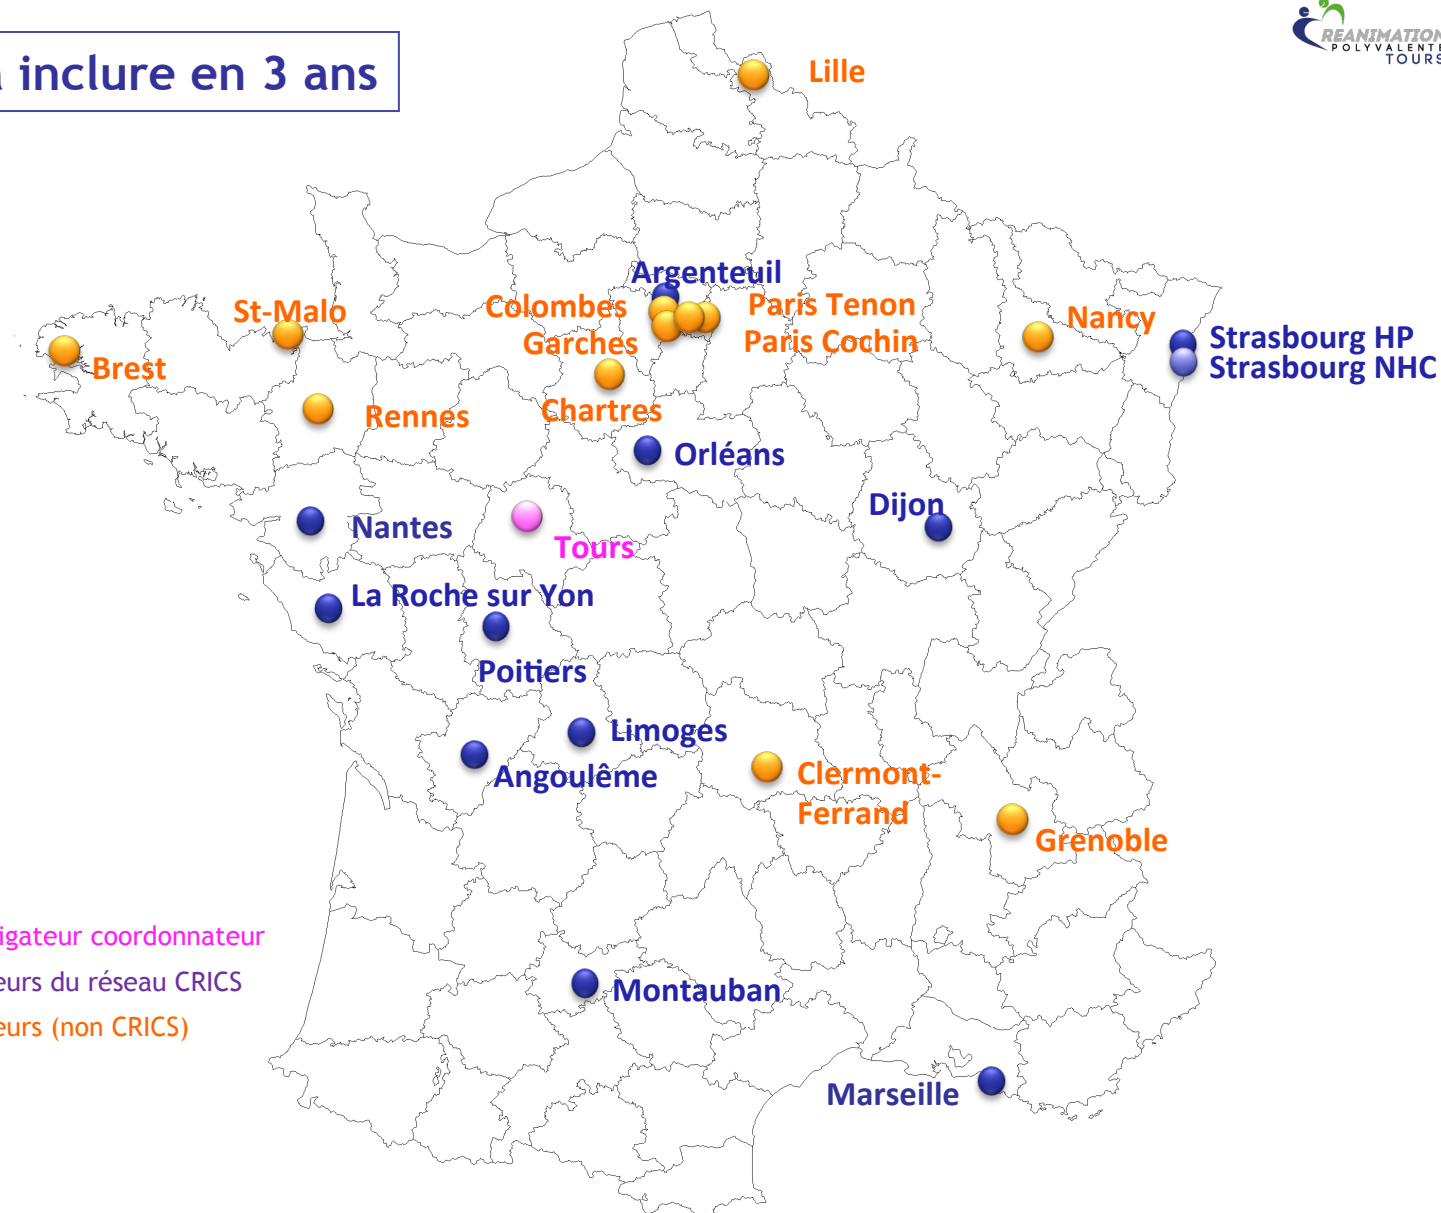 REANIMATION
POLYVALENTE
TOURS
à inclure en 3 ans
Lille
Argenteuil
Colombes
Paris Tenon
St-Malo
Nancy
Garches
Paris Cochin
Strasbourg HP
Brest
Strasbourg NHC
Rennes
Chartres
Orléans
Dijon
Nantes
Tours
La Roche sur Yon
Poitiers
Limoges
Angoulême
Clermont-
Ferrand
Grenoble
igateur coordonnateur
eurs du réseau CRICS
Montauban
eurs (non CRICS)
Marseille